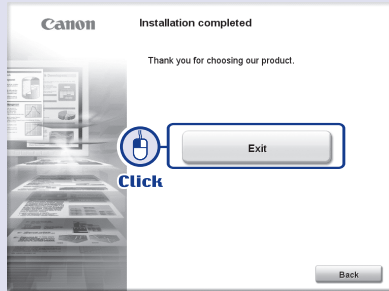 Canon
Installation completed
Thank you for choosing our product.
Exit
Click
Back